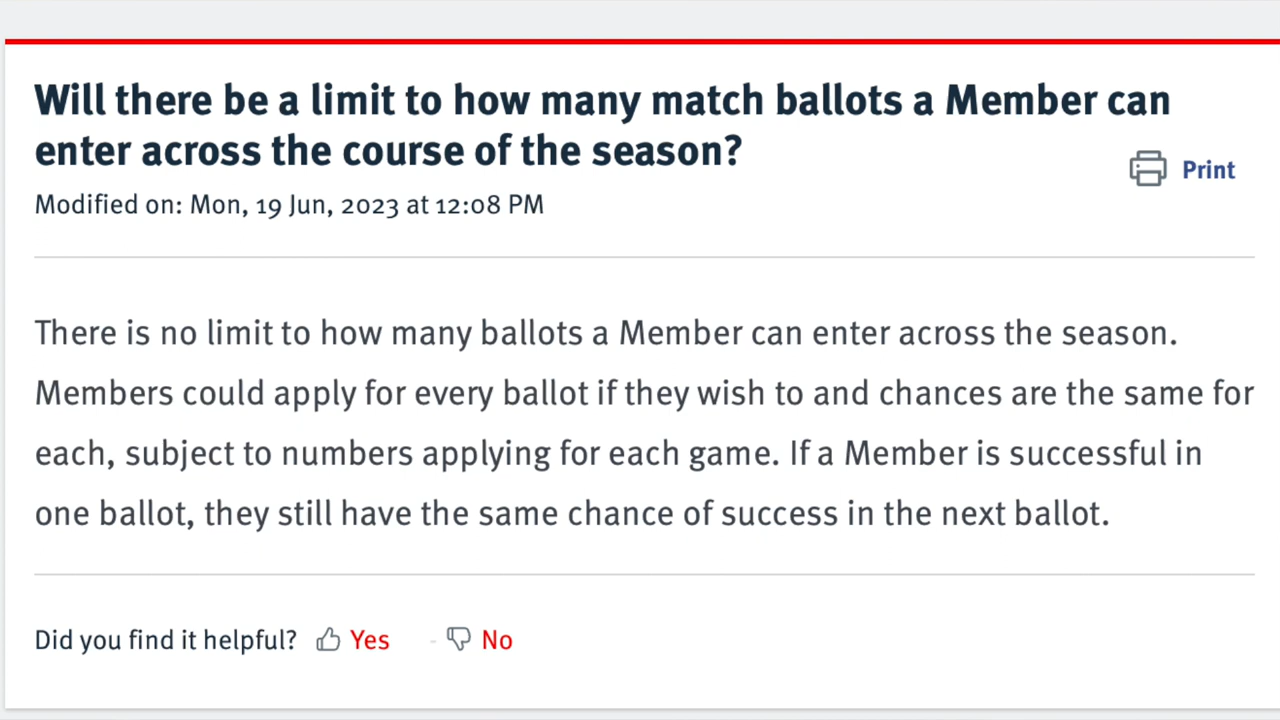 Will there be a limit to how many match ballots a Member can
enter across the course of the season?
Print
Modified on: Mon, 19 Jun, 2023 at 12:08 PM
There is no limit to how many ballots a Member can enter across the season.
Members could apply for every ballot if they wish to and chances are the same for
each, subject to numbers applying for each game. If a Member is successful in
one ballot, they still have the same chance of success in the next ballot.
Did you find it helpful? Yes - No